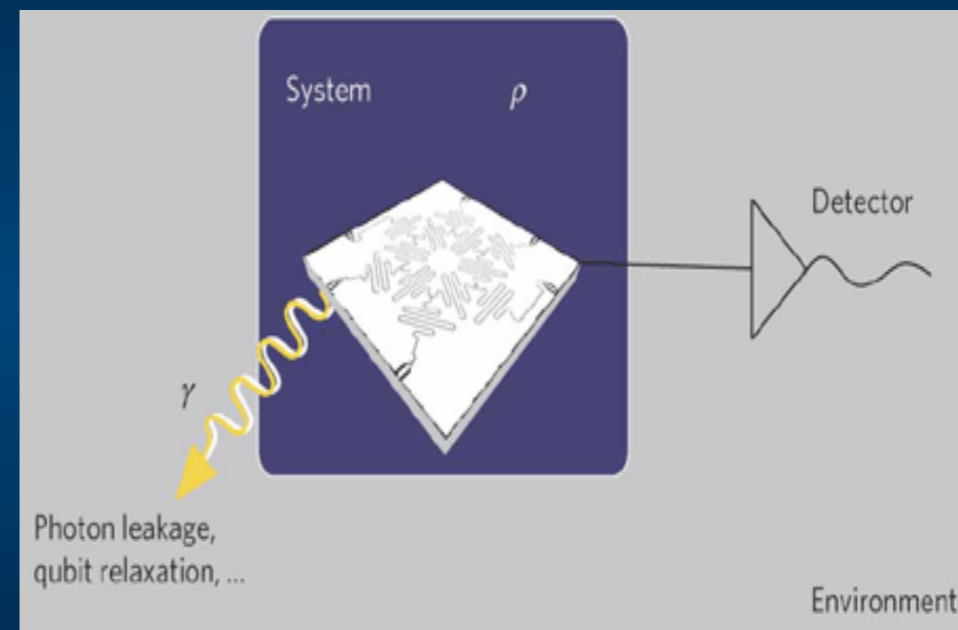 System ρ
Detector
γ
Photon leakage,
qubit relaxation, ...
Environment